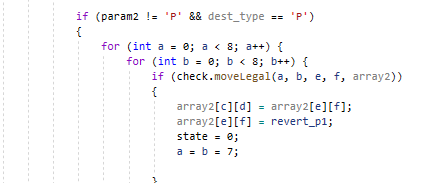 if (param2 != 'P' && dest_type == 'P')
{
for (int a = 0; a < 8; a++) {
for (int b = 0; b < 8; b++) {
if (check.moveLegal(a, b, e, f, array2))
{
array2[c][d] = array2[e][f];
array2[e][f] = revert_p1;
state = 0;
a = b = 7;
}